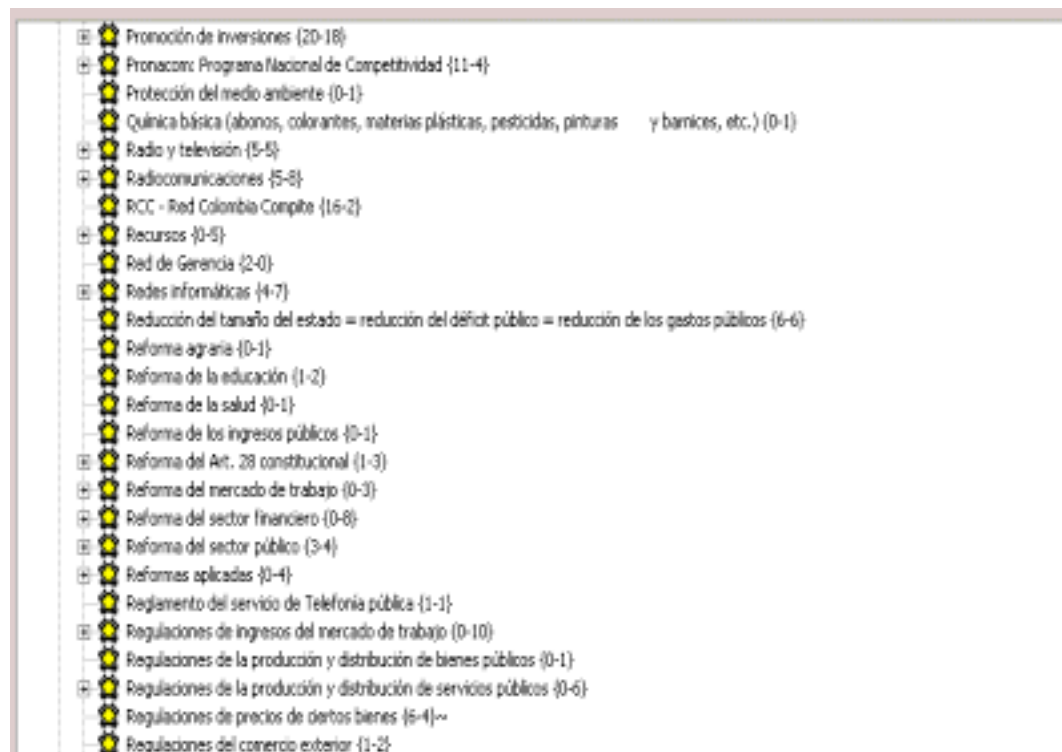 Promoción de inversiones {20-18}
Pronacom: Programa Nacional de Competitividad {11-4}
Protección del medio ambiente {0-1}
Química básica (abonos, colorantes, materias plásticas, pesticidas, pinturas y barnices, etc.) {0-1}
Radio y televisión {5-5}
Radiocomunicaciones {5-8}
RCC - Red Colombia Compite {16-2}
Recursos {0-5}
Red de Gerencia {2-0}
Redes informáticas {4-7}
Reducción del tamaño del estado = reducción del déficit público = reducción de los gastos públicos {6-6}
Reforma agraria {0-1}
Reforma de la educación {1-2}
Reforma de la salud {0-1}
Reforma de los ingresos públicos {0-1}
Reforma del Art. 28 constitucional {1-3}
Reforma del mercado de trabajo {0-3}
Reforma del sector financiero {0-8}
Reforma del sector público {3-4}
Reformas aplicadas {0-4}
Reglamento del servicio de Telefonía pública {1-1}
Regulaciones de ingresos del mercado de trabajo {0-10}
Regulaciones de la producción y distribución de bienes públicos {0-1}
Regulaciones de la producción y distribución de servicios públicos {0-6}
Regulaciones de precios de ciertos bienes {6-4}~
Regulaciones del comercio exterior {1-2}